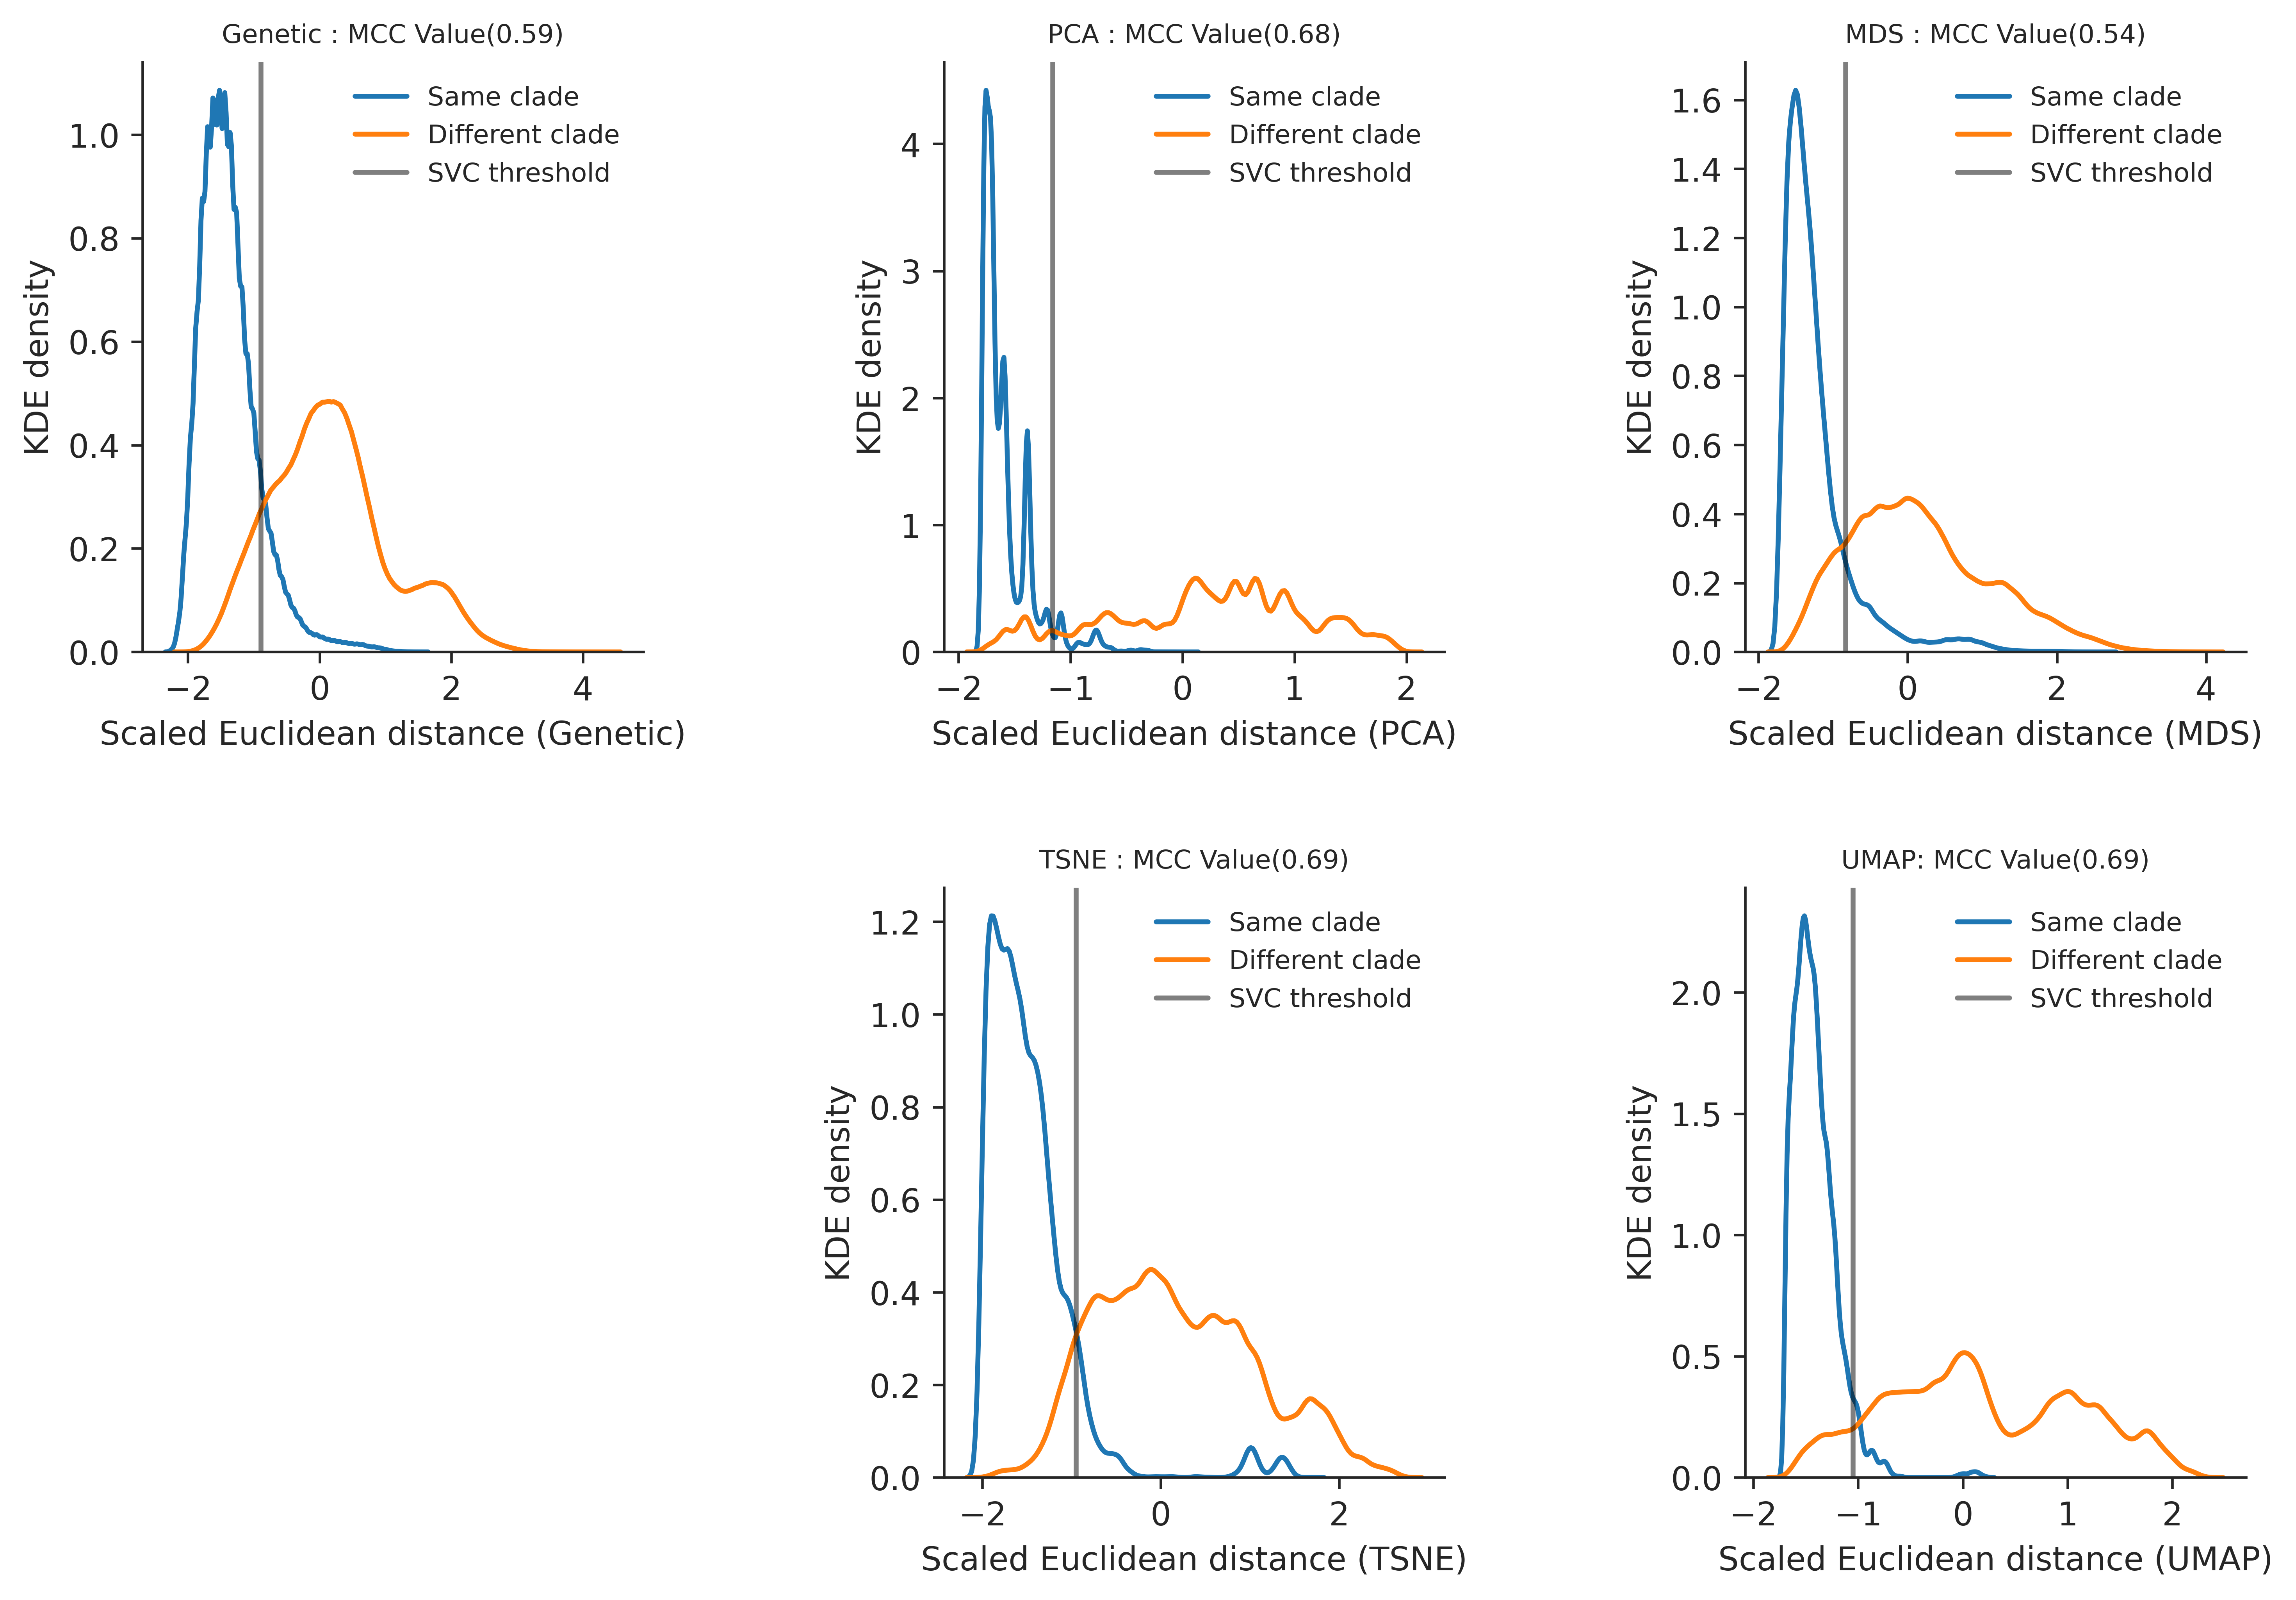 Genetic : MCC Value(0.59)
KDE density
1.0
0.8
0.6
0.4
0.2
0.0
−2
0
2
4
Scaled Euclidean distance (Genetic)
Same clade
Different clade
SVC threshold
PCA : MCC Value(0.68)
KDE density
4
3
2
1
0
−2
−1
0
1
2
Scaled Euclidean distance (PCA)
Same clade
Different clade
SVC threshold
MDS : MCC Value(0.54)
KDE density
1.6
1.4
1.2
1.0
0.8
0.6
0.4
0.2
0.0
−2
0
2
4
Scaled Euclidean distance (MDS)
Same clade
Different clade
SVC threshold
TSNE : MCC Value(0.69)
KDE density
1.2
1.0
0.8
0.6
0.4
0.2
0.0
−2
0
2
Scaled Euclidean distance (TSNE)
Same clade
Different clade
SVC threshold
UMAP: MCC Value(0.69)
KDE density
2.0
1.5
1.0
0.5
0.0
−2
−1
0
1
2
Scaled Euclidean distance (UMAP)
Same clade
Different clade
SVC threshold